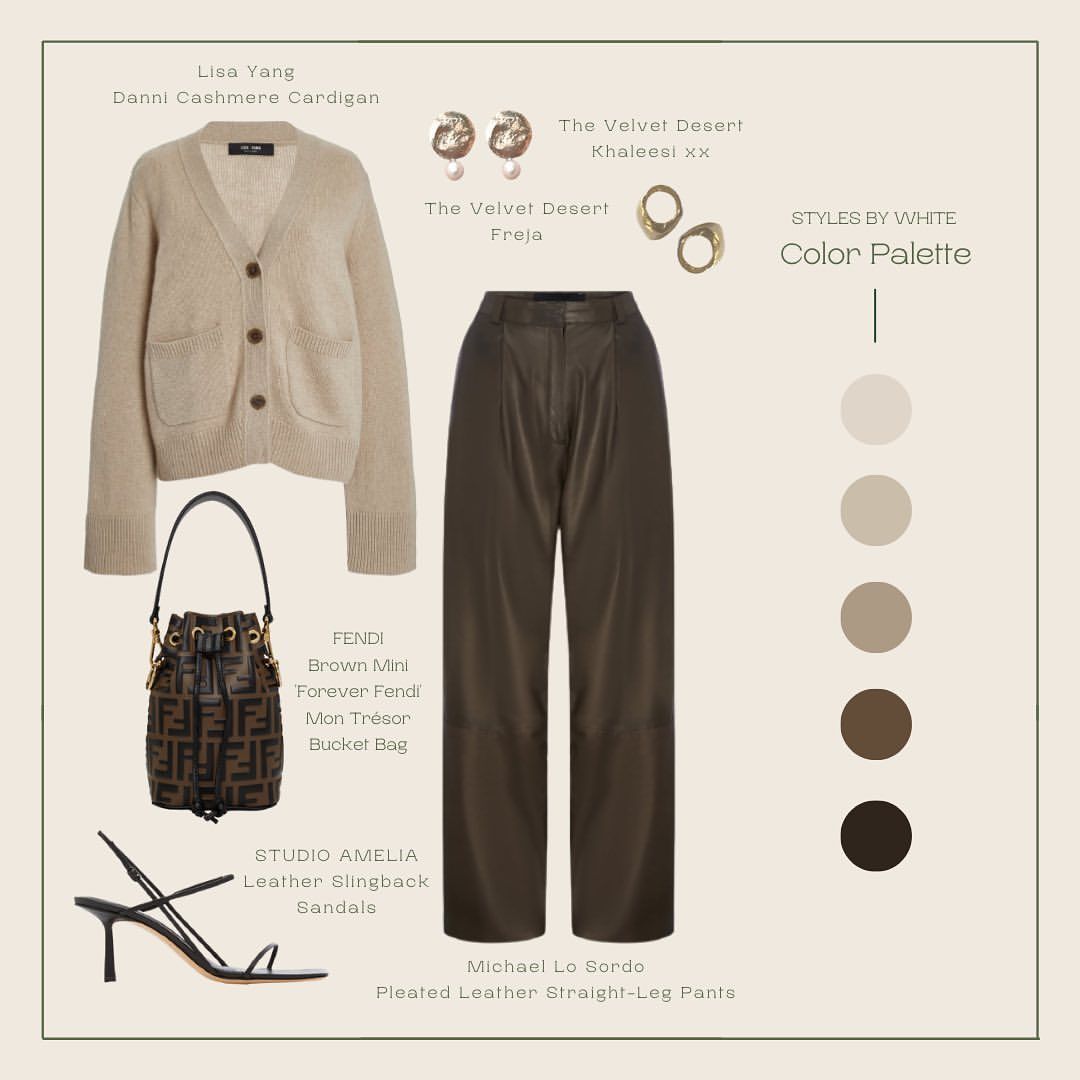 Lisa Yang
Danni Cashmere Cardigan
The Velvet Desert
Khaleesi xx
The Velvet Desert
Freja
STYLES BY WHITE
Color Palette
FENDI
Brown Mini
'Forever Fendi'
Mon Trésor
Bucket Bag
STUDIO AMELIA
Leather Slingback
Sandals
Michael Lo Sordo
Pleated Leather Straight-Leg Pants